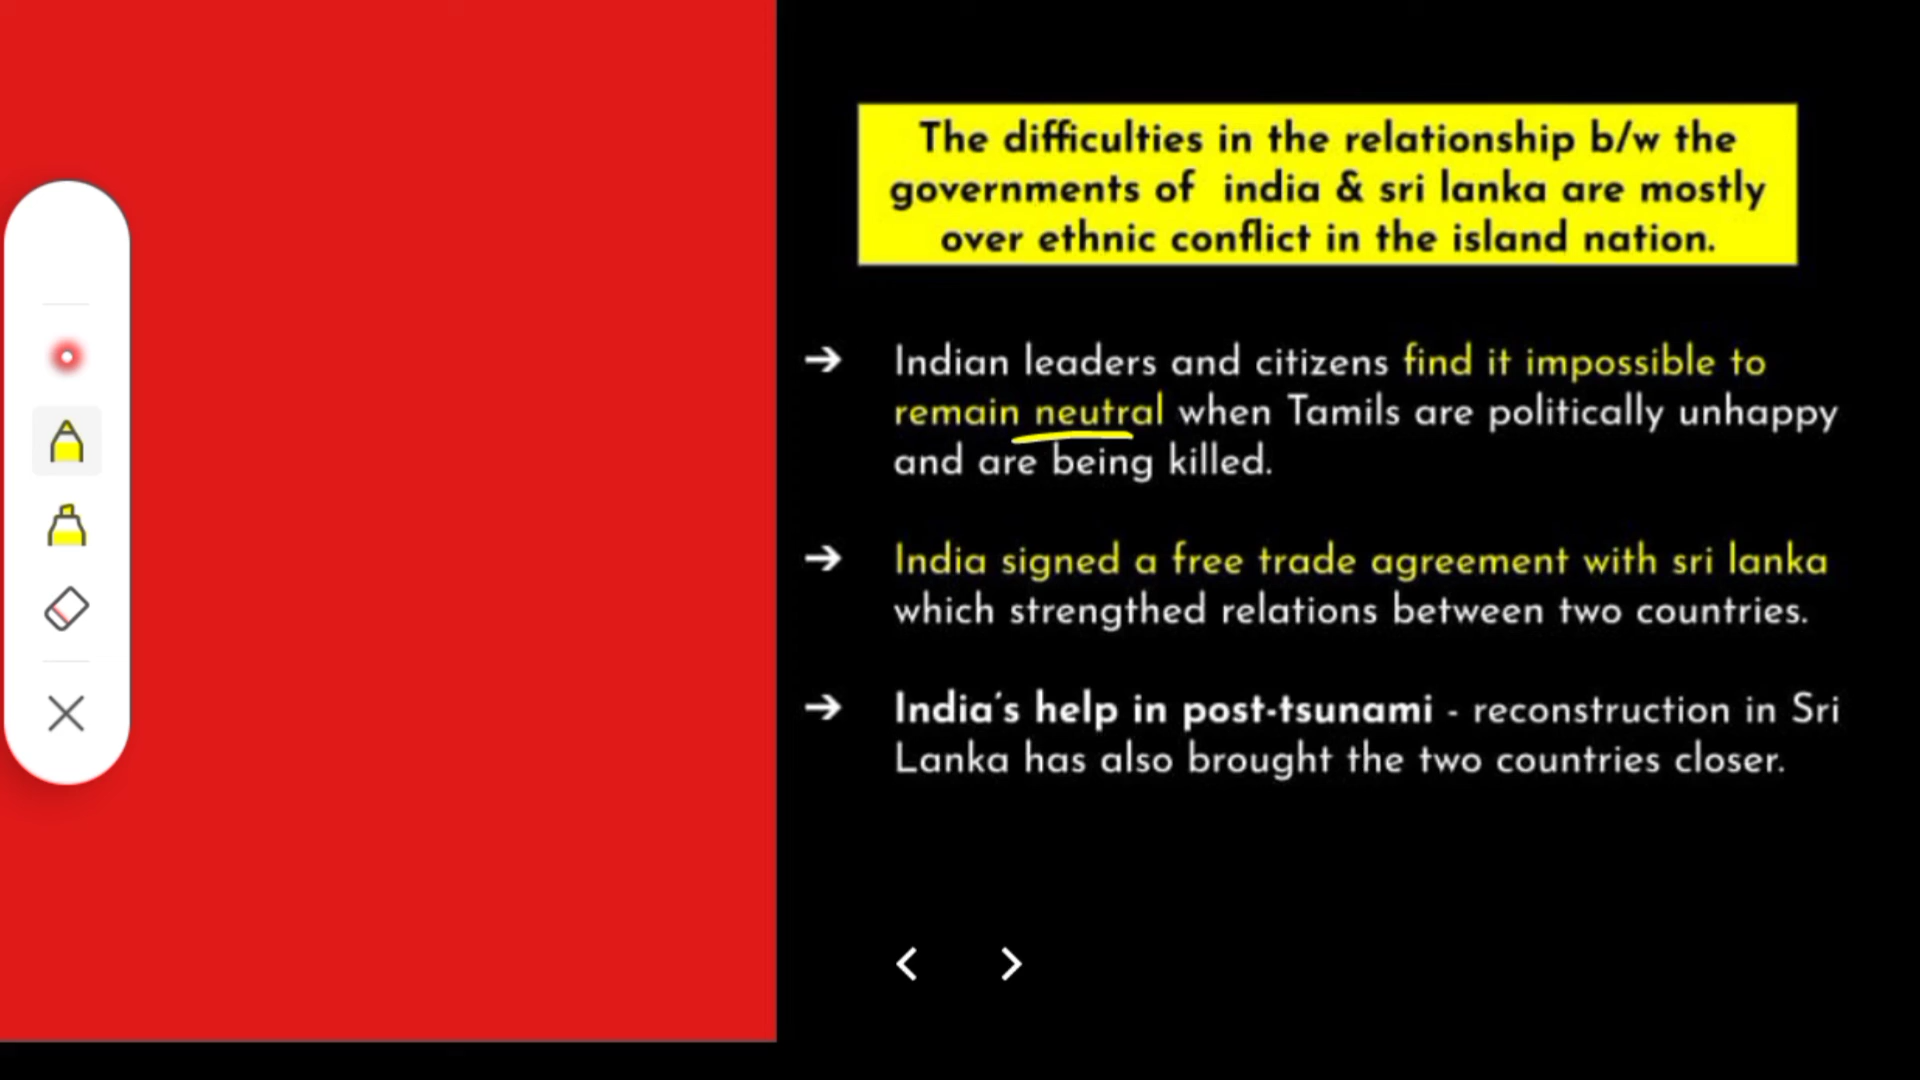 The difficulties in the relationship b/w the
governments of india & sri lanka are mostly
over ethnic conflict in the island nation.
➔ Indian leaders and citizens find it impossible to
remain neutral when Tamils are politically unhappy
and are being killed.
➔ India signed a free trade agreement with sri lanka
which strengthed relations between two countries.
➔ India's help in post-tsunami - reconstruction in Sri
Lanka has also brought the two countries closer.